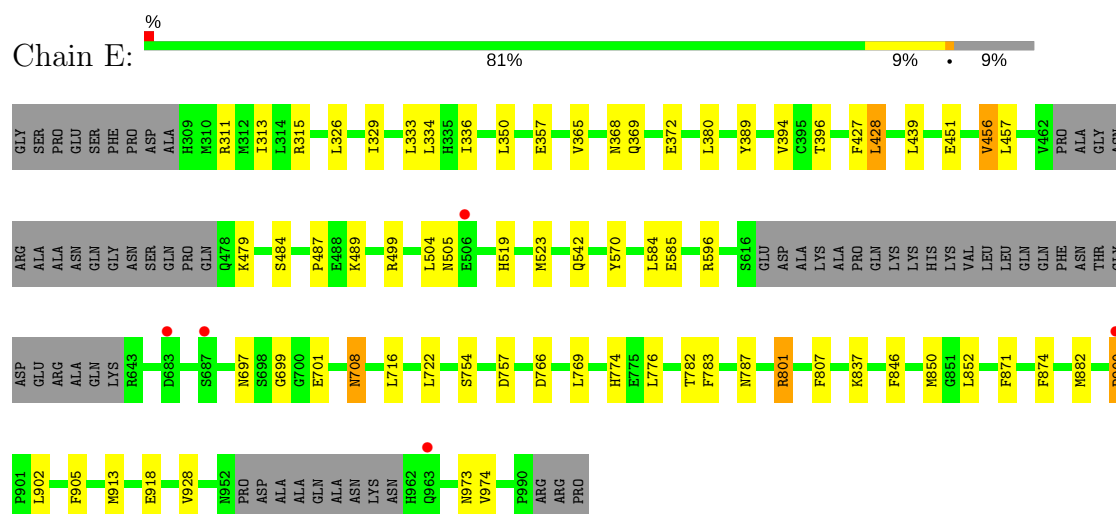 %
Chain E:
81% 9% • 9%
GLY SER PRO GLU SER PHE PRO ASP ALA H309 M310 R311 M312 I313 L314 R315 L326 I329 L333 L334 H335 I336 L350 E357 V365 N368 Q369 E372 L380 Y389 V394 C395 T396 F427 L428 L439 E451 V456 L457 V462 PRO ALA GLY
ARG ALA ALA ASN GLN GLY ASN SER GLN PRO GLN Q478 K479 S484 P487 E488 K489 R499 L504 N505 E506 H519 M523 Q542 Y570 L584 E585 R596 S616 GLU ASP ALA LYS ALA PRO GLN LYS LYS HIS LYS VAL LEU LEU GLN GLN PHE ASN THR
ASP GLU ARG ALA GLN LYS R643 D683 S687 N697 S698 G699 G700 E701 N708 L716 L722 S754 D757 D766 L769 H774 E775 L776 T782 F783 N787 R801 F807 K837 F846 M850 G851 L852 F871 F874 M882
P901 L902 F905 M913 E918 V928 N952 PRO ASP ALA ALA GLN ALA ASN LYS ASN H962 Q963 N973 V974 P990 ARG ARG PRO